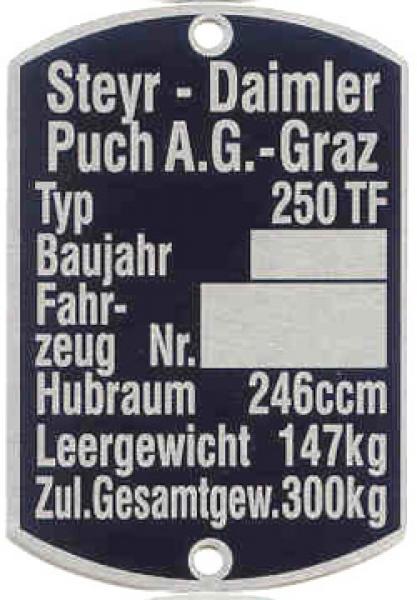 Steyr - Daimler
Puch A.G.-Graz
Typ 250 TF
Baujahr
Fahr-
zeug Nr.
Hubraum 246ccm
Leergewicht 147kg
Zul.Gesamtgew.300kg